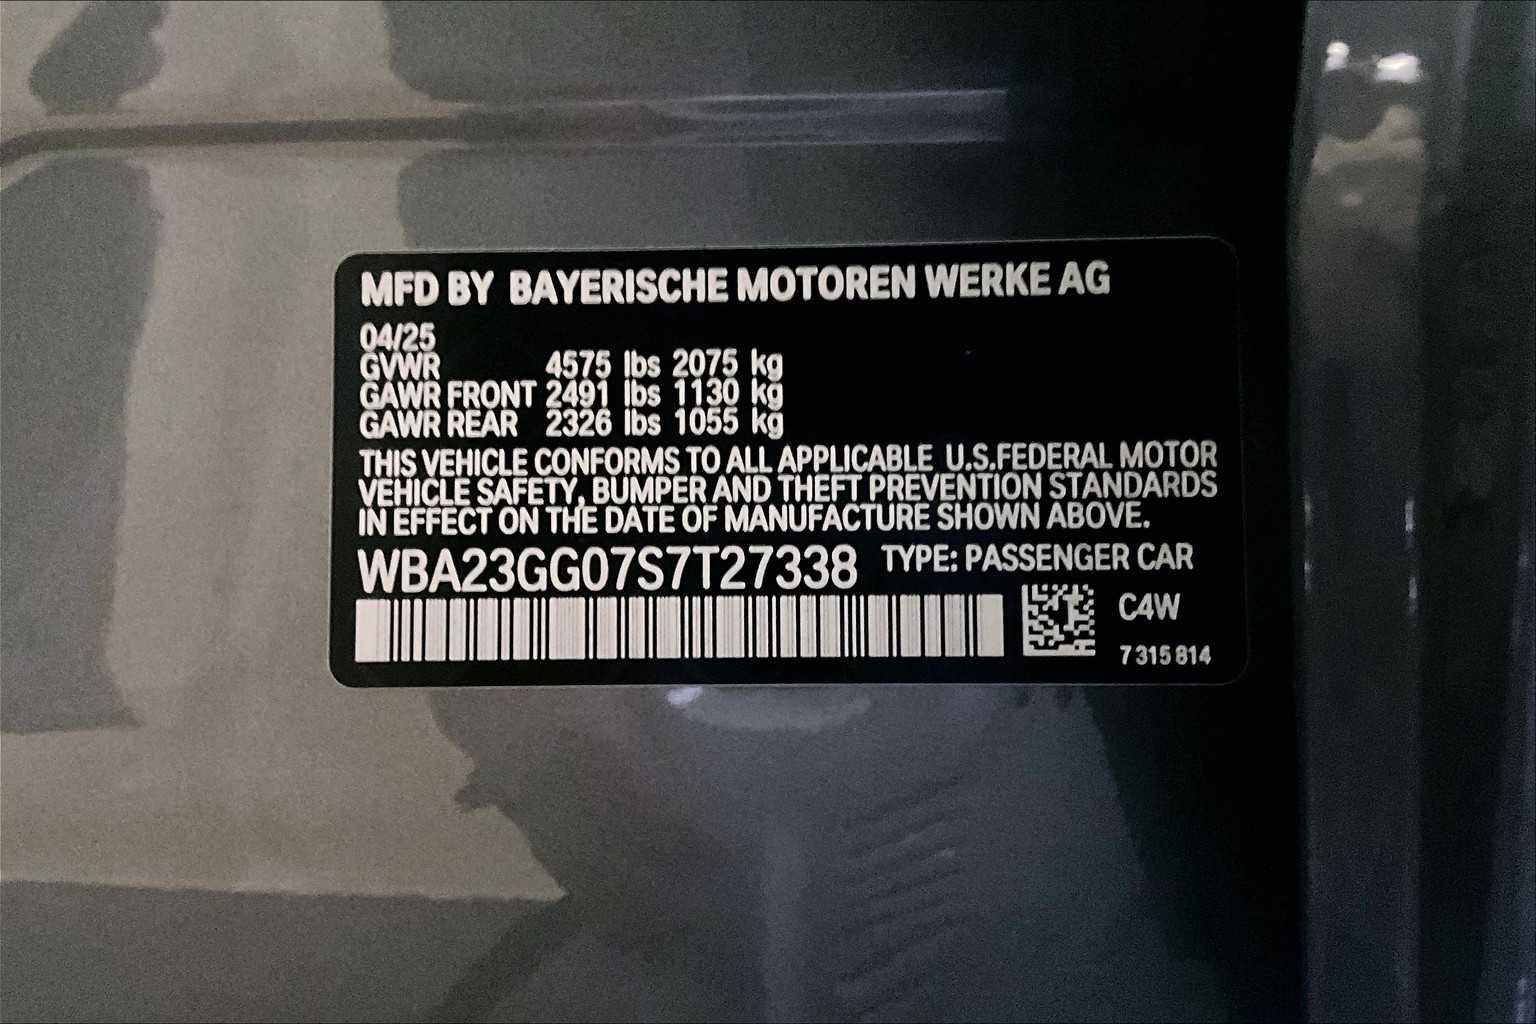 MFD BY BAYERISCHE MOTOREN WERKE AG
04/25
GVWR 4575 lbs 2075 kg
GAWR FRONT 2491 lbs 1130 kg
GAWR REAR 2326 lbs 1055 kg
THIS VEHICLE CONFORMS TO ALL APPLICABLE U.S.FEDERAL MOTOR
VEHICLE SAFETY, BUMPER AND THEFT PREVENTION STANDARDS
IN EFFECT ON THE DATE OF MANUFACTURE SHOWN ABOVE.
WBA23GG07S7T27338 TYPE: PASSENGER CAR
C4W
7 315 814